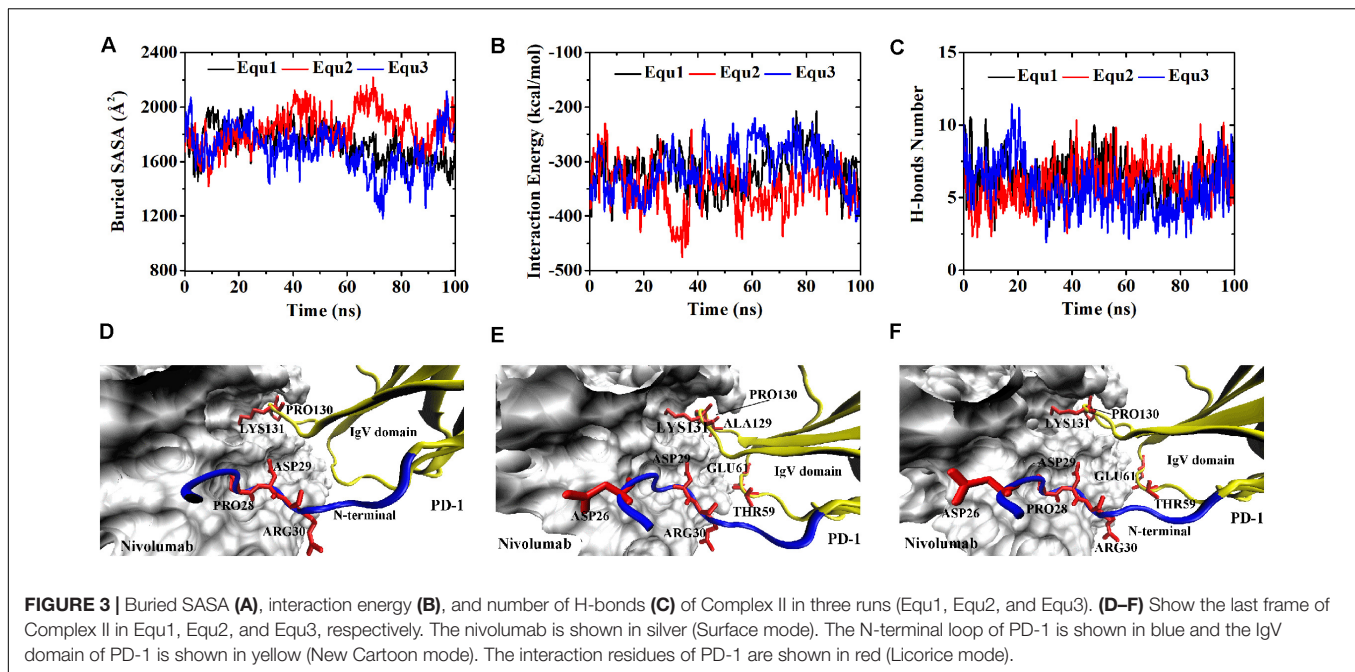 A
B
C
2400
2000
1600
1200
800
Equ1 Equ2 Equ3
Buried SASA (Å²)
0 20 40 60 80 100
Time (ns)
-100
-200
-300
-400
-500
Equ1 Equ2 Equ3
Interaction Energy (kcal/mol)
0 20 40 60 80 100
Time (ns)
15
10
5
0
Equ1 Equ2 Equ3
H-bonds Number
0 20 40 60 80 100
Time (ns)
D
PRO130
LYS131
IgV domain
ASP29
PRO28
N-terminal
PD-1
ARG30
Nivolumab
E
PRO130
LYS131
ALA129
ASP29
GLU61
IgV domain
ASP26
THR59
ARG30
PD-1
Nivolumab
F
PRO130
LYS131
ASP29
IgV domain
GLU61
ASP26
PRO28
THR59
N-terminal
PD-1
ARG30
Nivolumab
FIGURE 3 | Buried SASA (A), interaction energy (B), and number of H-bonds (C) of Complex II in three runs (Equ1, Equ2, and Equ3). (D–F) Show the last frame of
Complex II in Equ1, Equ2, and Equ3, respectively. The nivolumab is shown in silver (Surface mode). The N-terminal loop of PD-1 is shown in blue and the IgV
domain of PD-1 is shown in yellow (New Cartoon mode). The interaction residues of PD-1 are shown in red (Licorice mode).